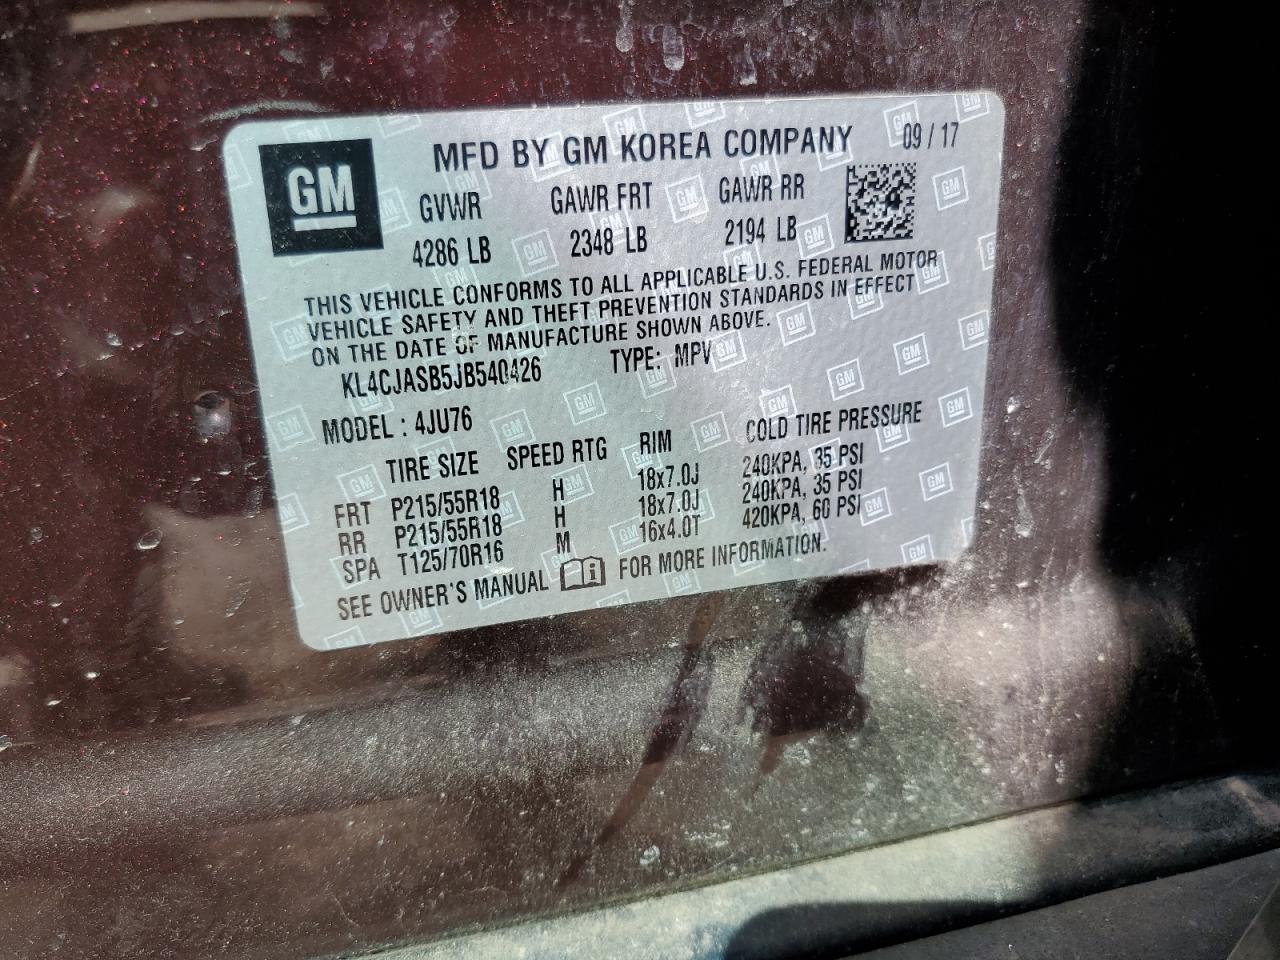 GM
MFD BY GM KOREA COMPANY 09 / 17
GVWR GAWR FRT GAWR RR
4286 LB 2348 LB 2194 LB
THIS VEHICLE CONFORMS TO ALL APPLICABLE U.S. FEDERAL MOTOR
VEHICLE SAFETY AND THEFT PREVENTION STANDARDS IN EFFECT
ON THE DATE OF MANUFACTURE SHOWN ABOVE.
KL4CJASB5JB540426 TYPE: MPV
MODEL : 4JU76
TIRE SIZE SPEED RTG RIM COLD TIRE PRESSURE
FRT P215/55R18 H 18x7.0J 240KPA, 35 PSI
RR P215/55R18 H 18x7.0J 240KPA, 35 PSI
SPA T125/70R16 M 16x4.0T 420KPA, 60 PSI
SEE OWNER'S MANUAL i FOR MORE INFORMATION.